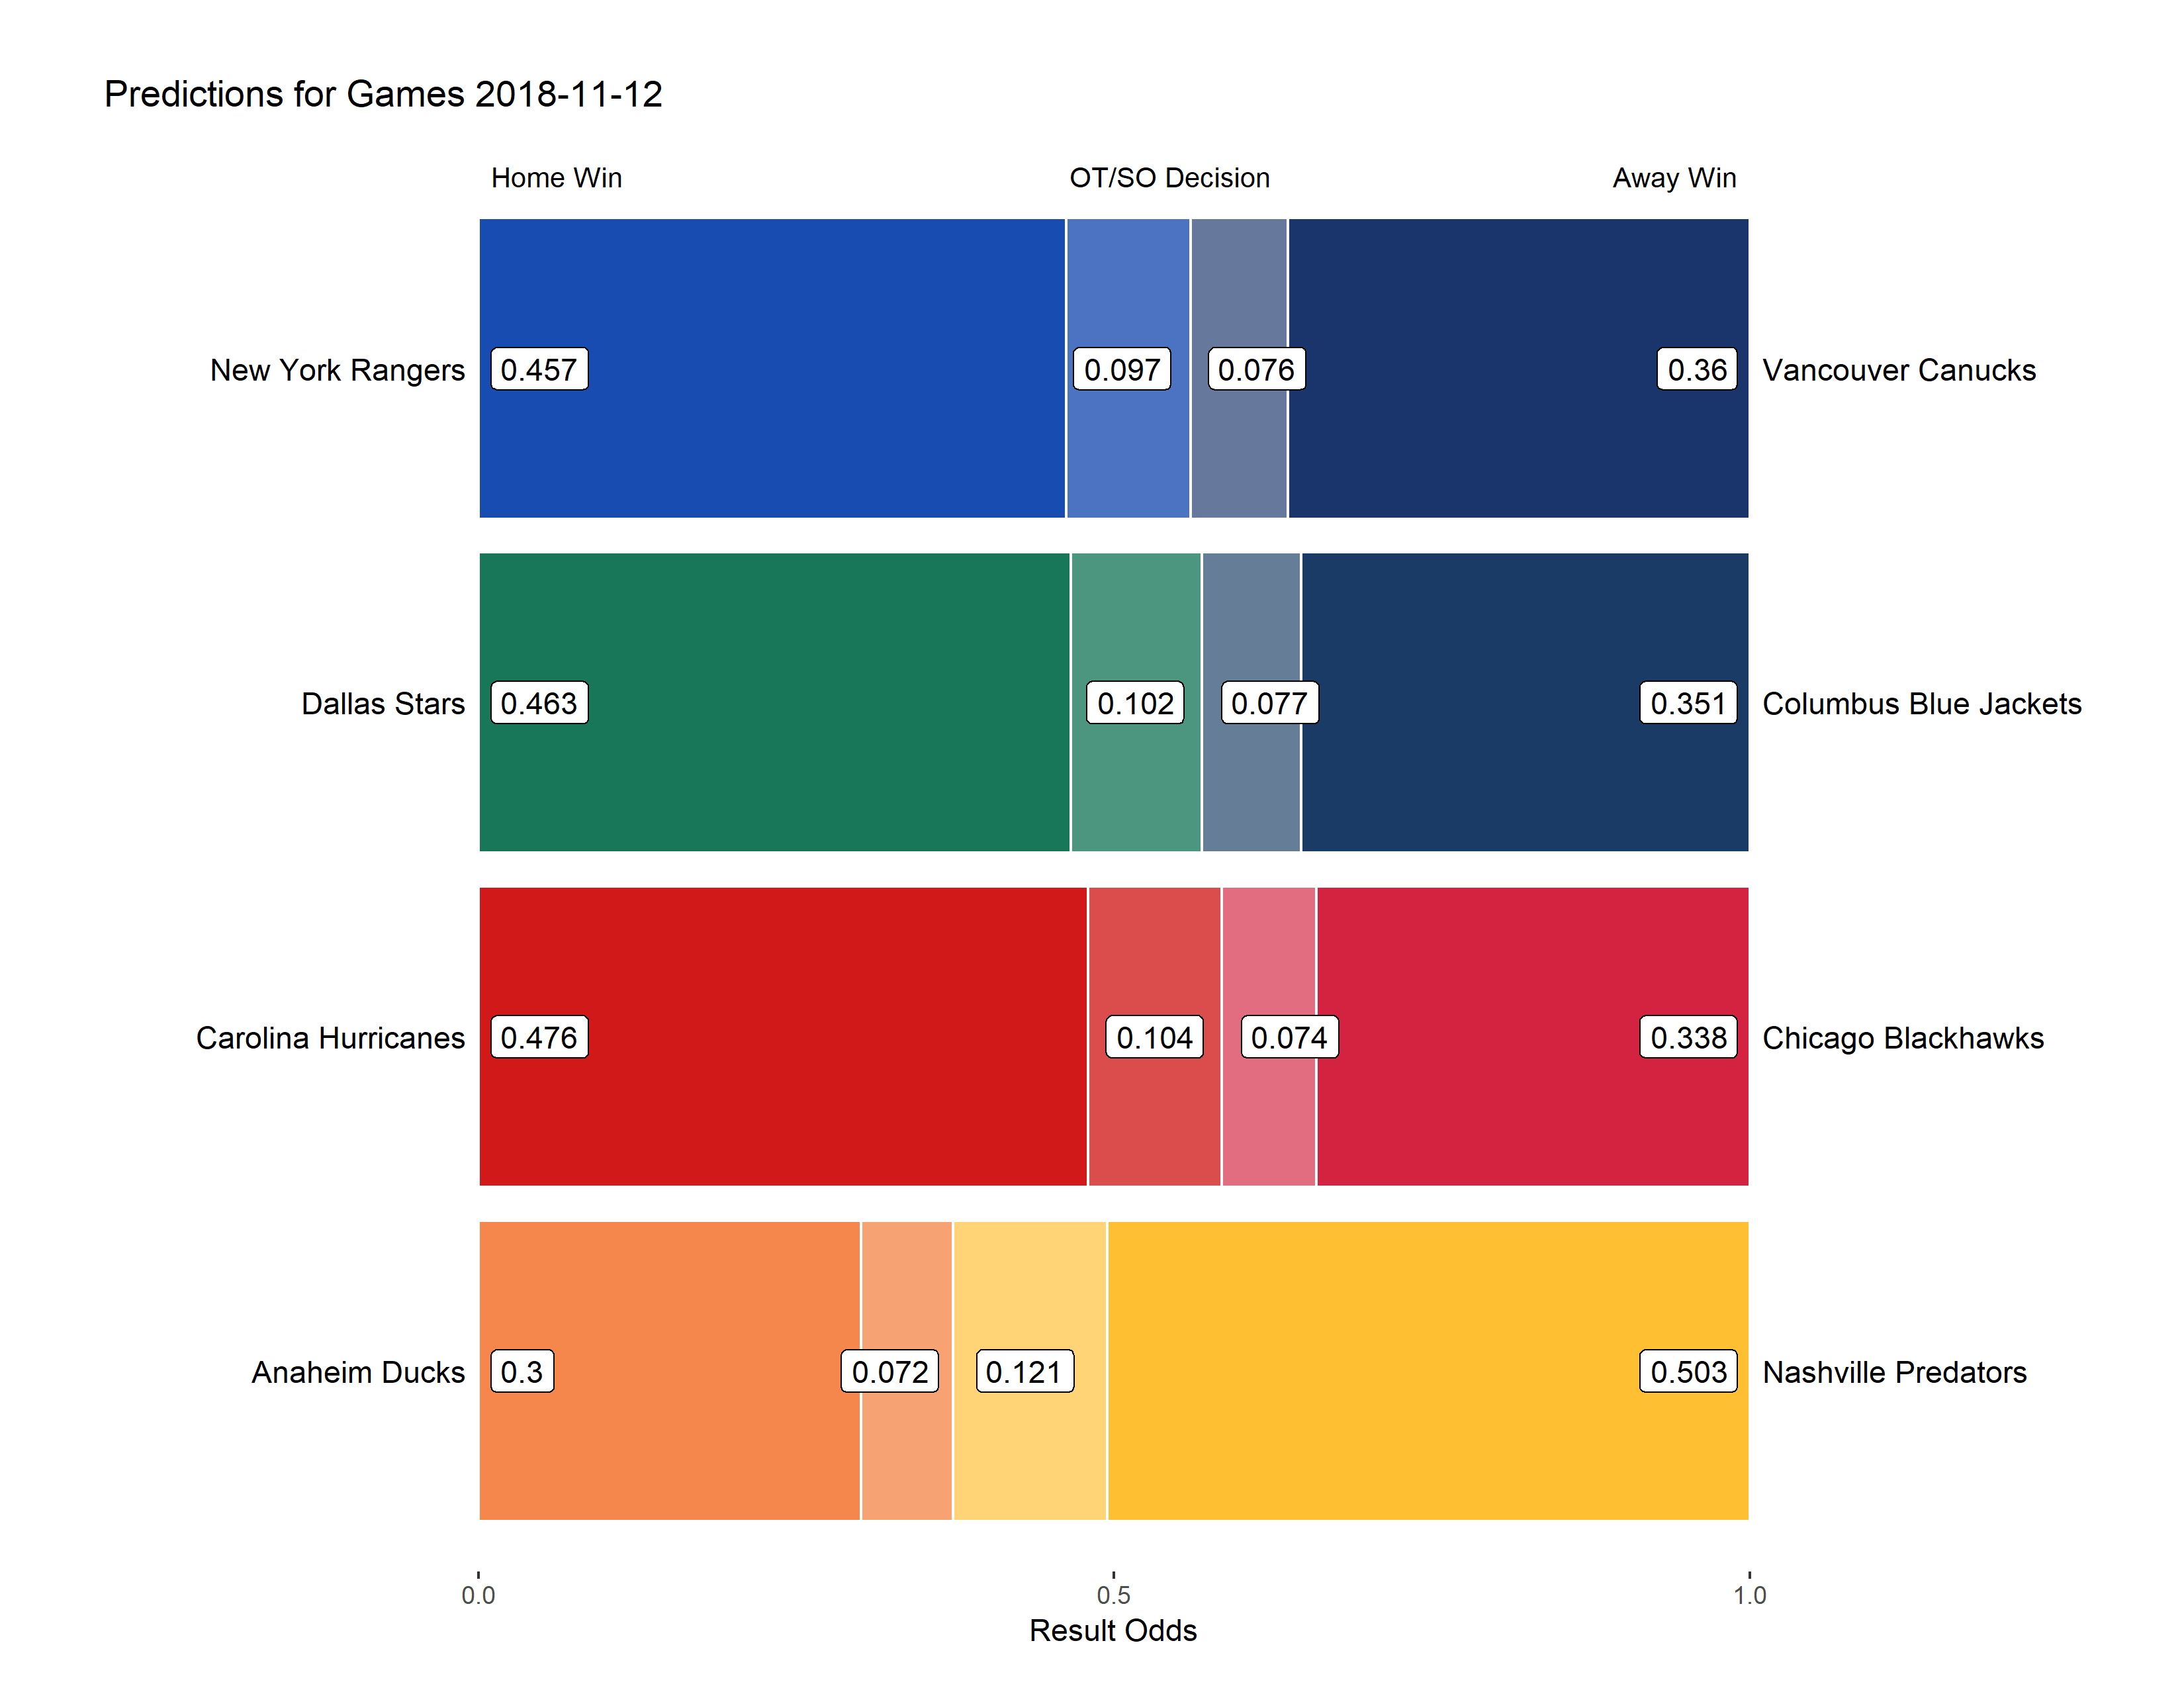 Predictions for Games 2018-11-12
Home Win OT/SO Decision Away Win
New York Rangers 0.457 0.097 0.076 0.36 Vancouver Canucks
Dallas Stars 0.463 0.102 0.077 0.351 Columbus Blue Jackets
Carolina Hurricanes 0.476 0.104 0.074 0.338 Chicago Blackhawks
Anaheim Ducks 0.3 0.072 0.121 0.503 Nashville Predators
0.0 0.5 1.0
Result Odds